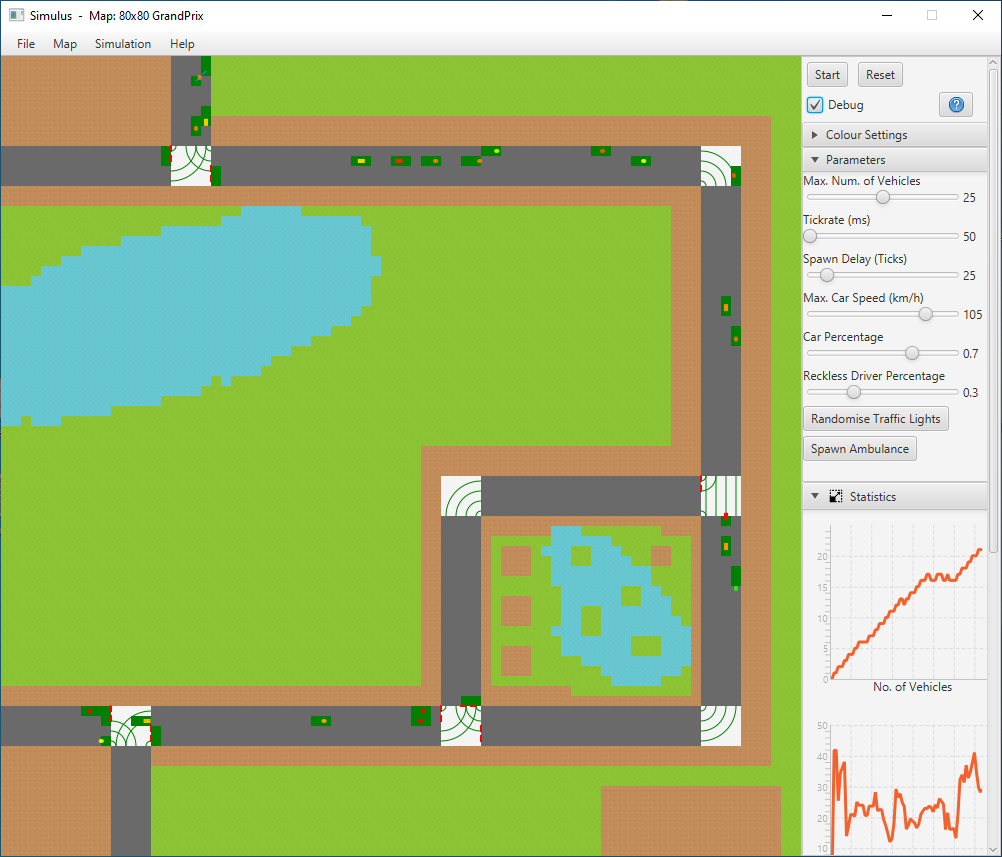 Simulus  -  Map: 80x80 GrandPrix
File Map Simulation Help
Start Reset
Debug
?
Colour Settings
Parameters
Max. Num. of Vehicles
25
Tickrate (ms)
50
Spawn Delay (Ticks)
25
Max. Car Speed (km/h)
105
Car Percentage
0.7
Reckless Driver Percentage
0.3
Randomise Traffic Lights
Spawn Ambulance
Statistics
20
15
10
5
0
No. of Vehicles
50
40
30
20
10